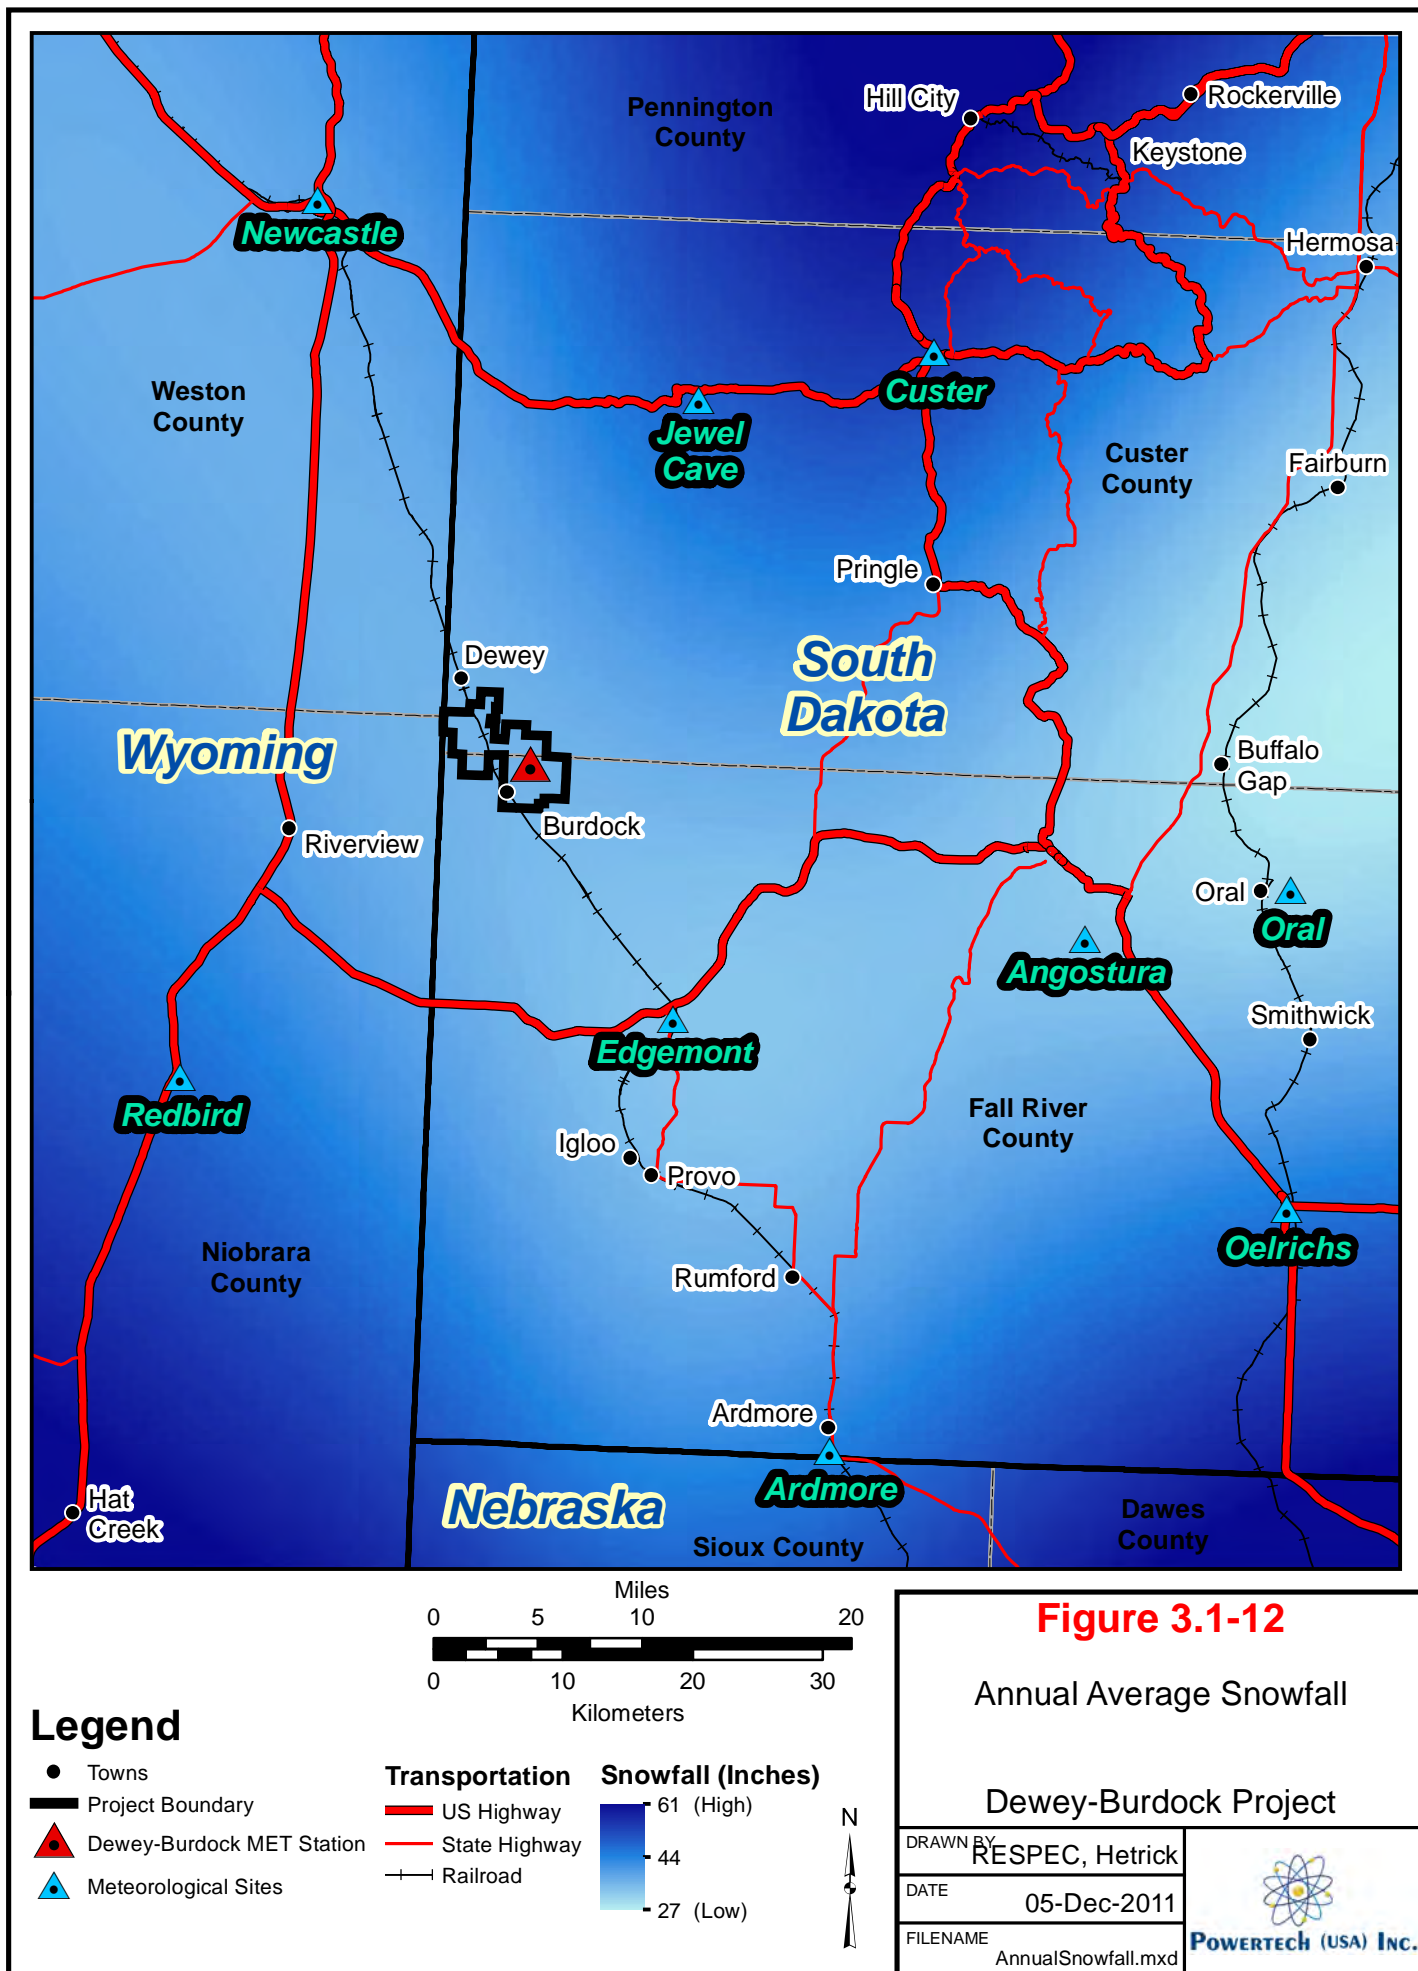 Pennington
County
Hill City
Rockerville
Keystone
Newcastle
Hermosa
Weston
County
Custer
Jewel
Cave
Custer
County
Fairburn
Pringle
Dewey
South
Dakota
Wyoming
Buffalo
Gap
Burdock
Riverview
Oral
Oral
Angostura
Smithwick
Edgemont
Redbird
Fall River
County
Igloo
Provo
Niobrara
County
Oelrichs
Rumford
Ardmore
Ardmore
Hat
Creek
Nebraska
Dawes
County
Sioux County
Miles
0 5 10 20
0 10 20 30
Kilometers
Legend
Towns
Project Boundary
Dewey-Burdock MET Station
Meteorological Sites
Transportation
US Highway
State Highway
Railroad
Snowfall (Inches)
61 (High)
44
27 (Low)
N
Figure 3.1-12
Annual Average Snowfall
Dewey-Burdock Project
DRAWN BY RESPEC, Hetrick
DATE 05-Dec-2011
FILENAME AnnualSnowfall.mxd
POWERTECH (USA) INC.